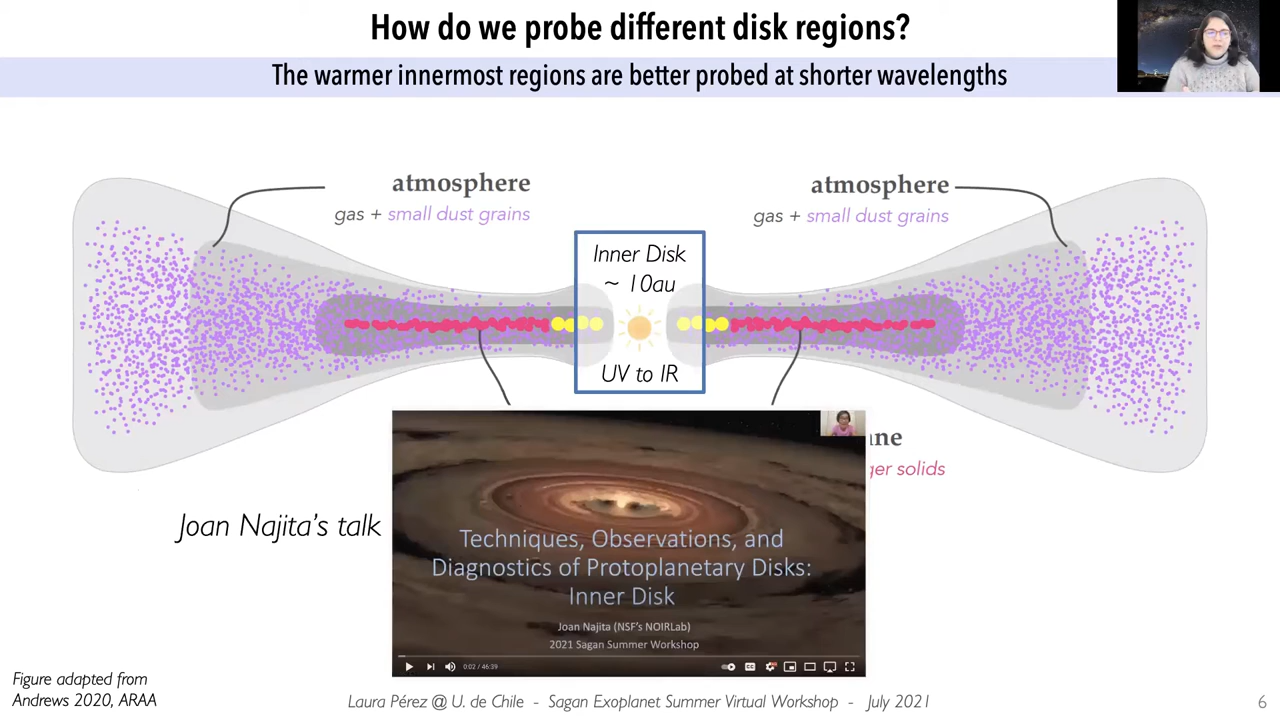 How do we probe different disk regions?
The warmer innermost regions are better probed at shorter wavelengths
atmosphere
gas + small dust grains
atmosphere
gas + small dust grains
Inner Disk
~ 10au
UV to IR
solids
Joan Najita's talk
Techniques, Observations, and
Diagnostics of Protoplanetary Disks:
Inner Disk
Joan Najita (NSF's NOIRLab)
2021 Sagan Summer Workshop
0:02 / 46:39
CC
Figure adapted from
Andrews 2020, ARAA
Laura Pérez @ U. de Chile - Sagan Exoplanet Summer Virtual Workshop - July 2021
6